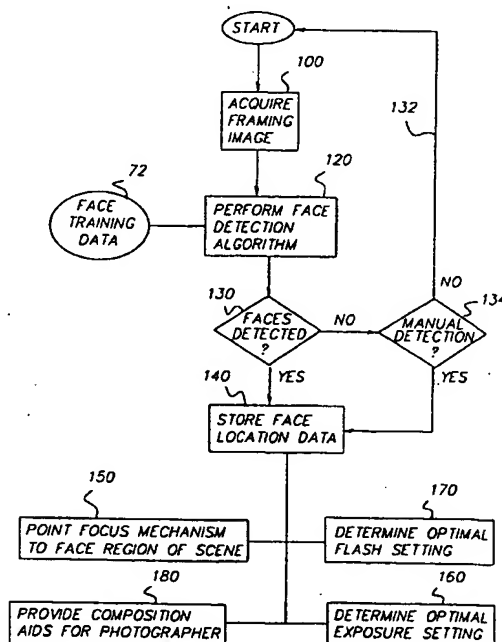 START
100
ACQUIRE
FRAMING
IMAGE
132
72
FACE
TRAINING
DATA
120
PERFORM FACE
DETECTION
ALGORITHM
130
FACES
DETECTED
?
NO
NO
134
MANUAL
DETECTION
?
YES
YES
140
STORE FACE
LOCATION DATA
150
POINT FOCUS MECHANISM
TO FACE REGION OF SCENE
170
DETERMINE OPTIMAL
FLASH SETTING
180
PROVIDE COMPOSITION
AIDS FOR PHOTOGRAPHER
160
DETERMINE OPTIMAL
EXPOSURE SETTING